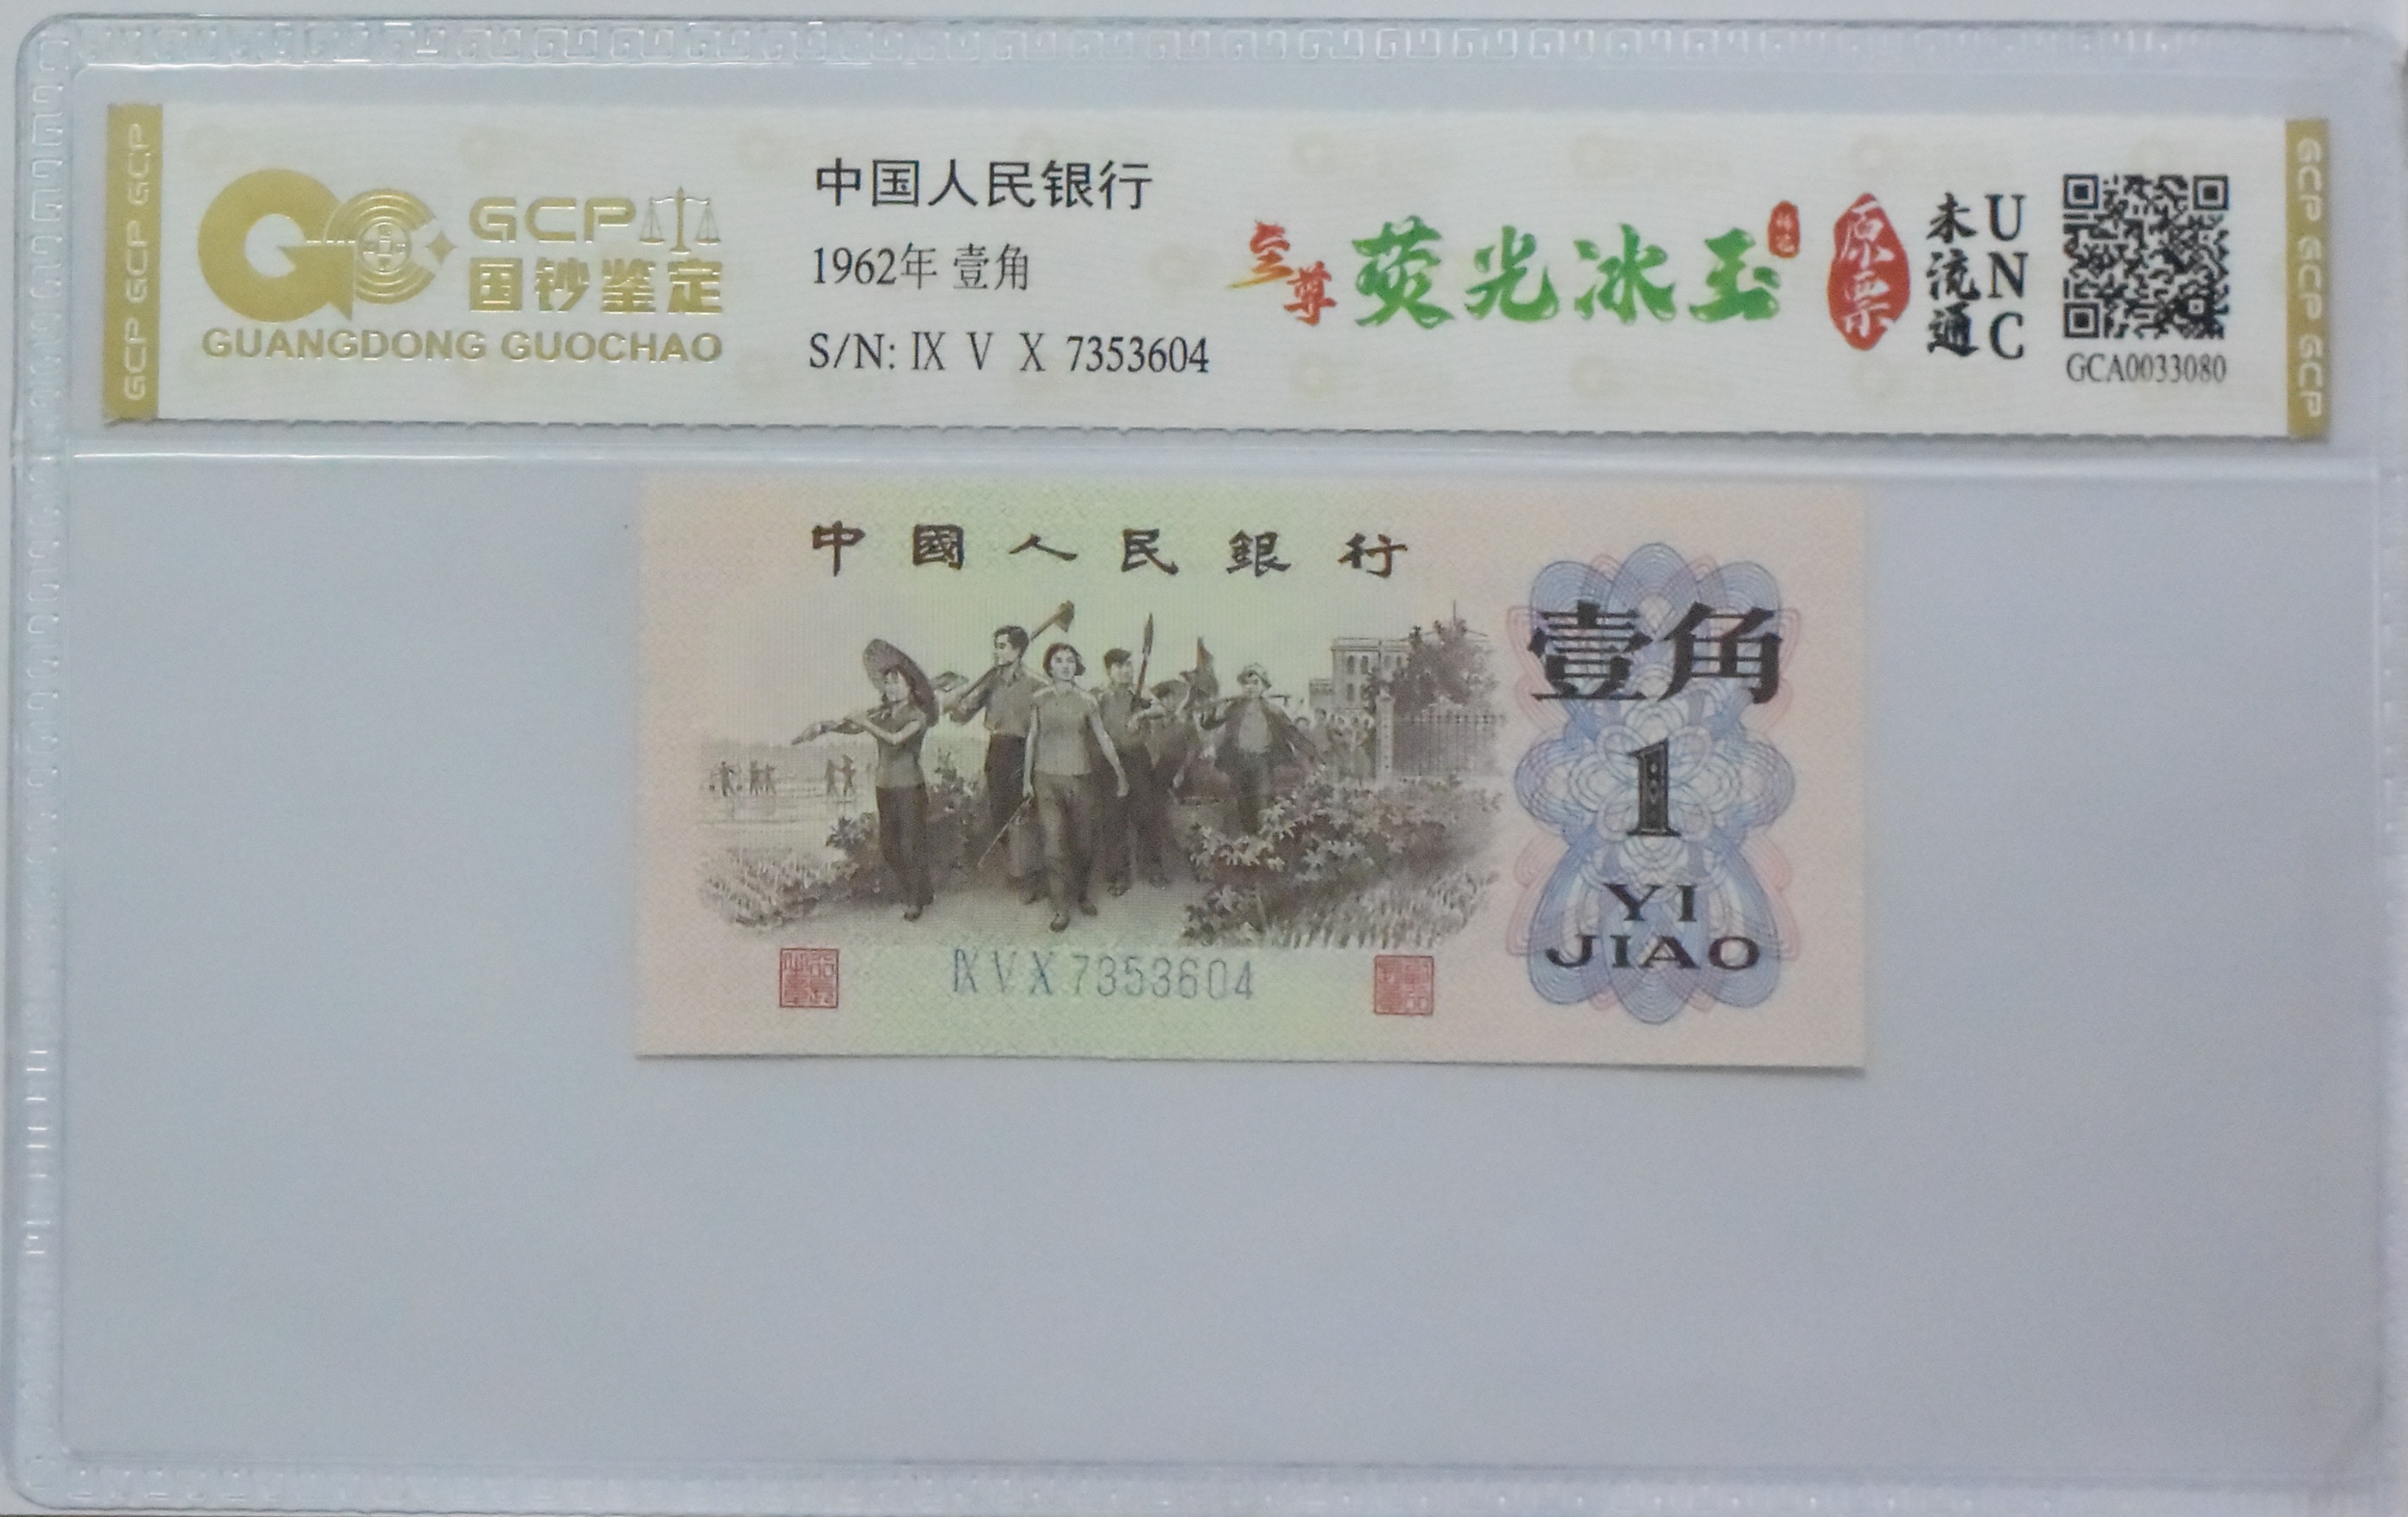 GCP GCP GCP
GCP
国钞鉴定
GUANGDONG GUOCHAO
中国人民银行
1962年 壹角
S/N: IX V X 7353604
至尊
荧光冰玉
原票
未流通
UNC
GCA0033080
GCP GCP GCP GCP
中國人民銀行
壹角
1
YI
JIAO
IX V X 7353604